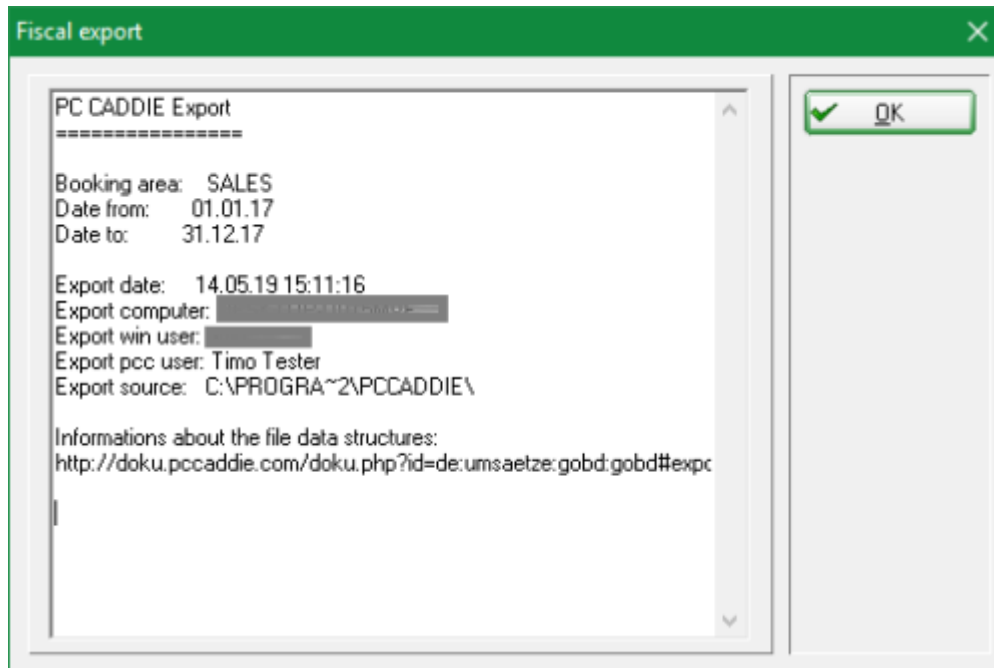 Fiscal export
PC CADDIE Export
================
Booking area: SALES
Date from: 01.01.17
Date to: 31.12.17
Export date: 14.05.19 15:11:16
Export computer:
Export win user:
Export pcc user: Timo Tester
Export source: C:\PROGRA~2\PCCADDIE\
Informations about the file data structures:
http://doku.pccaddie.com/doku.php?id=de:umsaetze:gobd:gobd#expo
OK